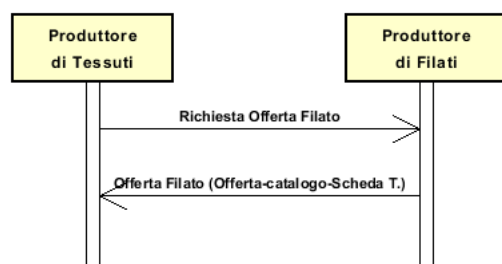 Produttore
di Tessuti
Produttore
di Filati
Richiesta Offerta Filato
Offerta Filato (Offerta-catalogo-Scheda T.)